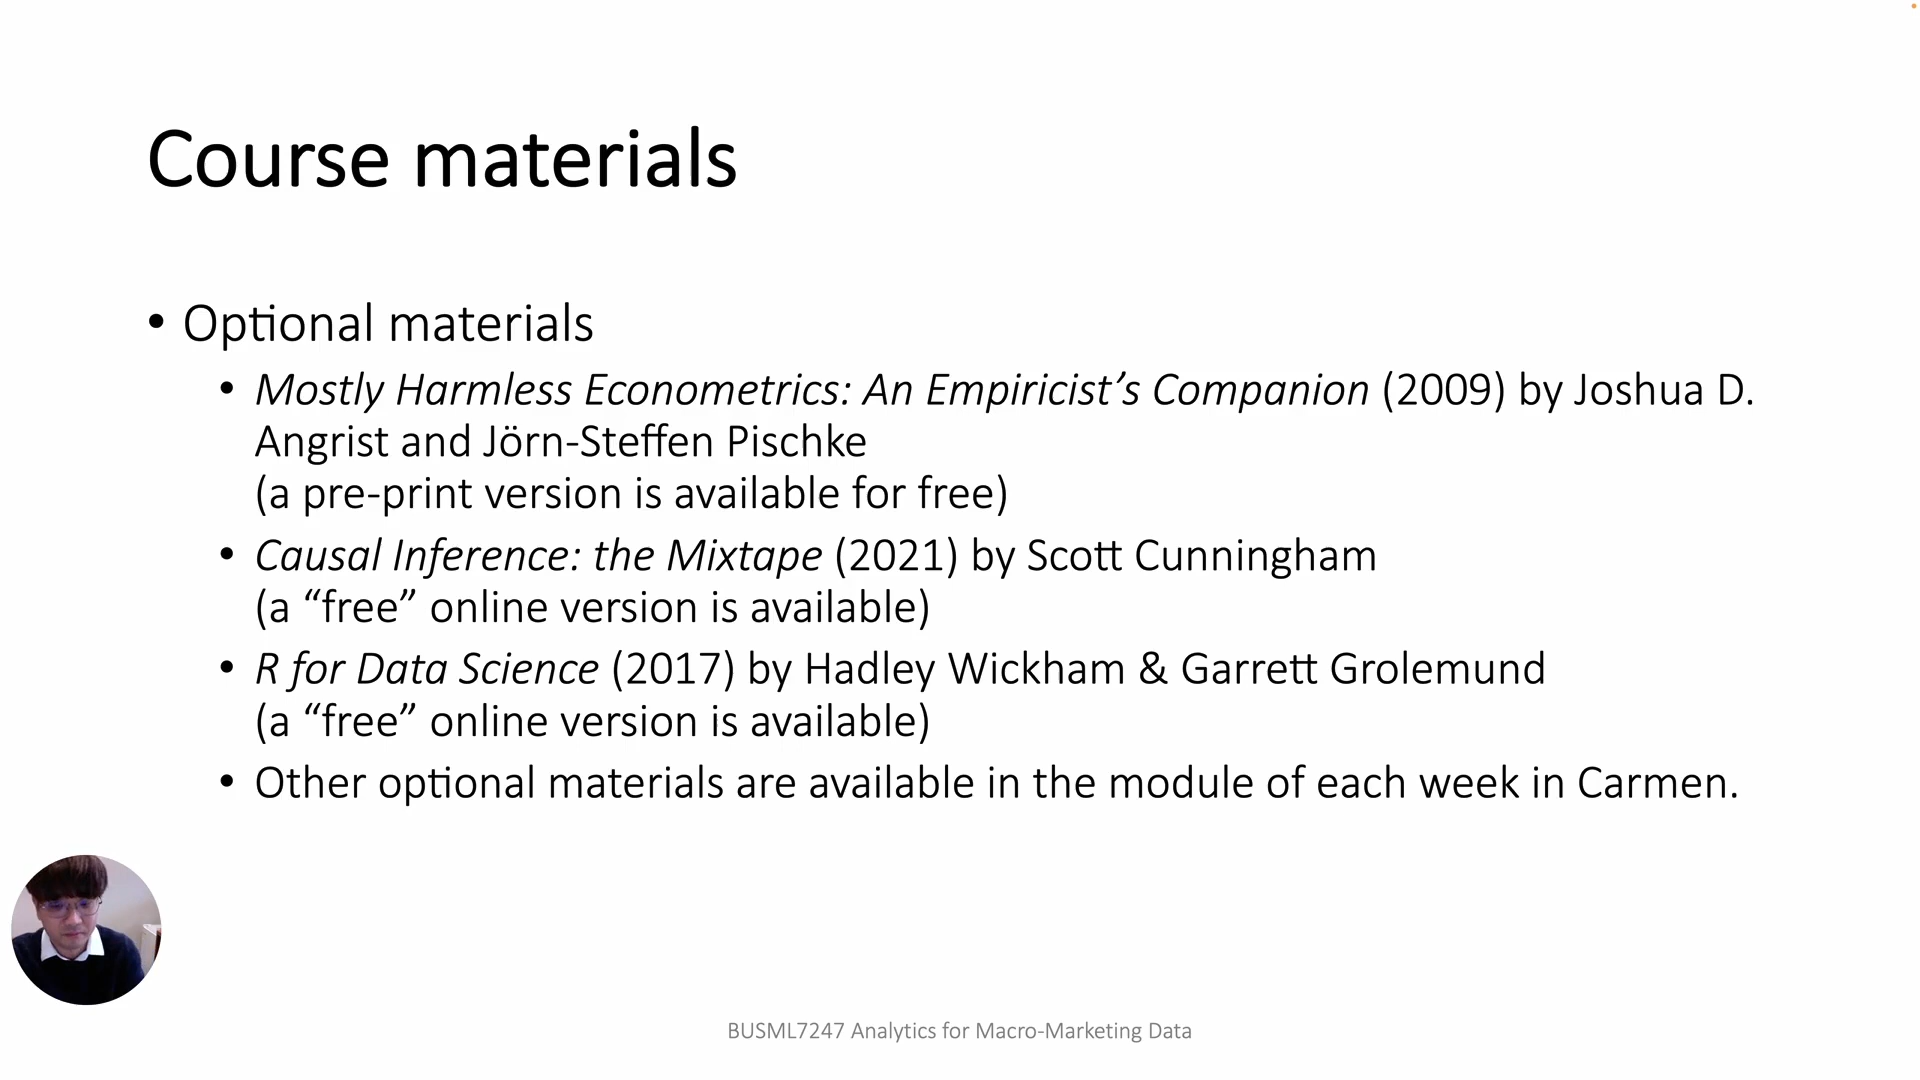 Course materials
• Optional materials
• Mostly Harmless Econometrics: An Empiricist’s Companion (2009) by Joshua D.
Angrist and Jörn-Steffen Pischke
(a pre-print version is available for free)
• Causal Inference: the Mixtape (2021) by Scott Cunningham
(a “free” online version is available)
• R for Data Science (2017) by Hadley Wickham & Garrett Grolemund
(a “free” online version is available)
• Other optional materials are available in the module of each week in Carmen.
BUSML7247 Analytics for Macro-Marketing Data